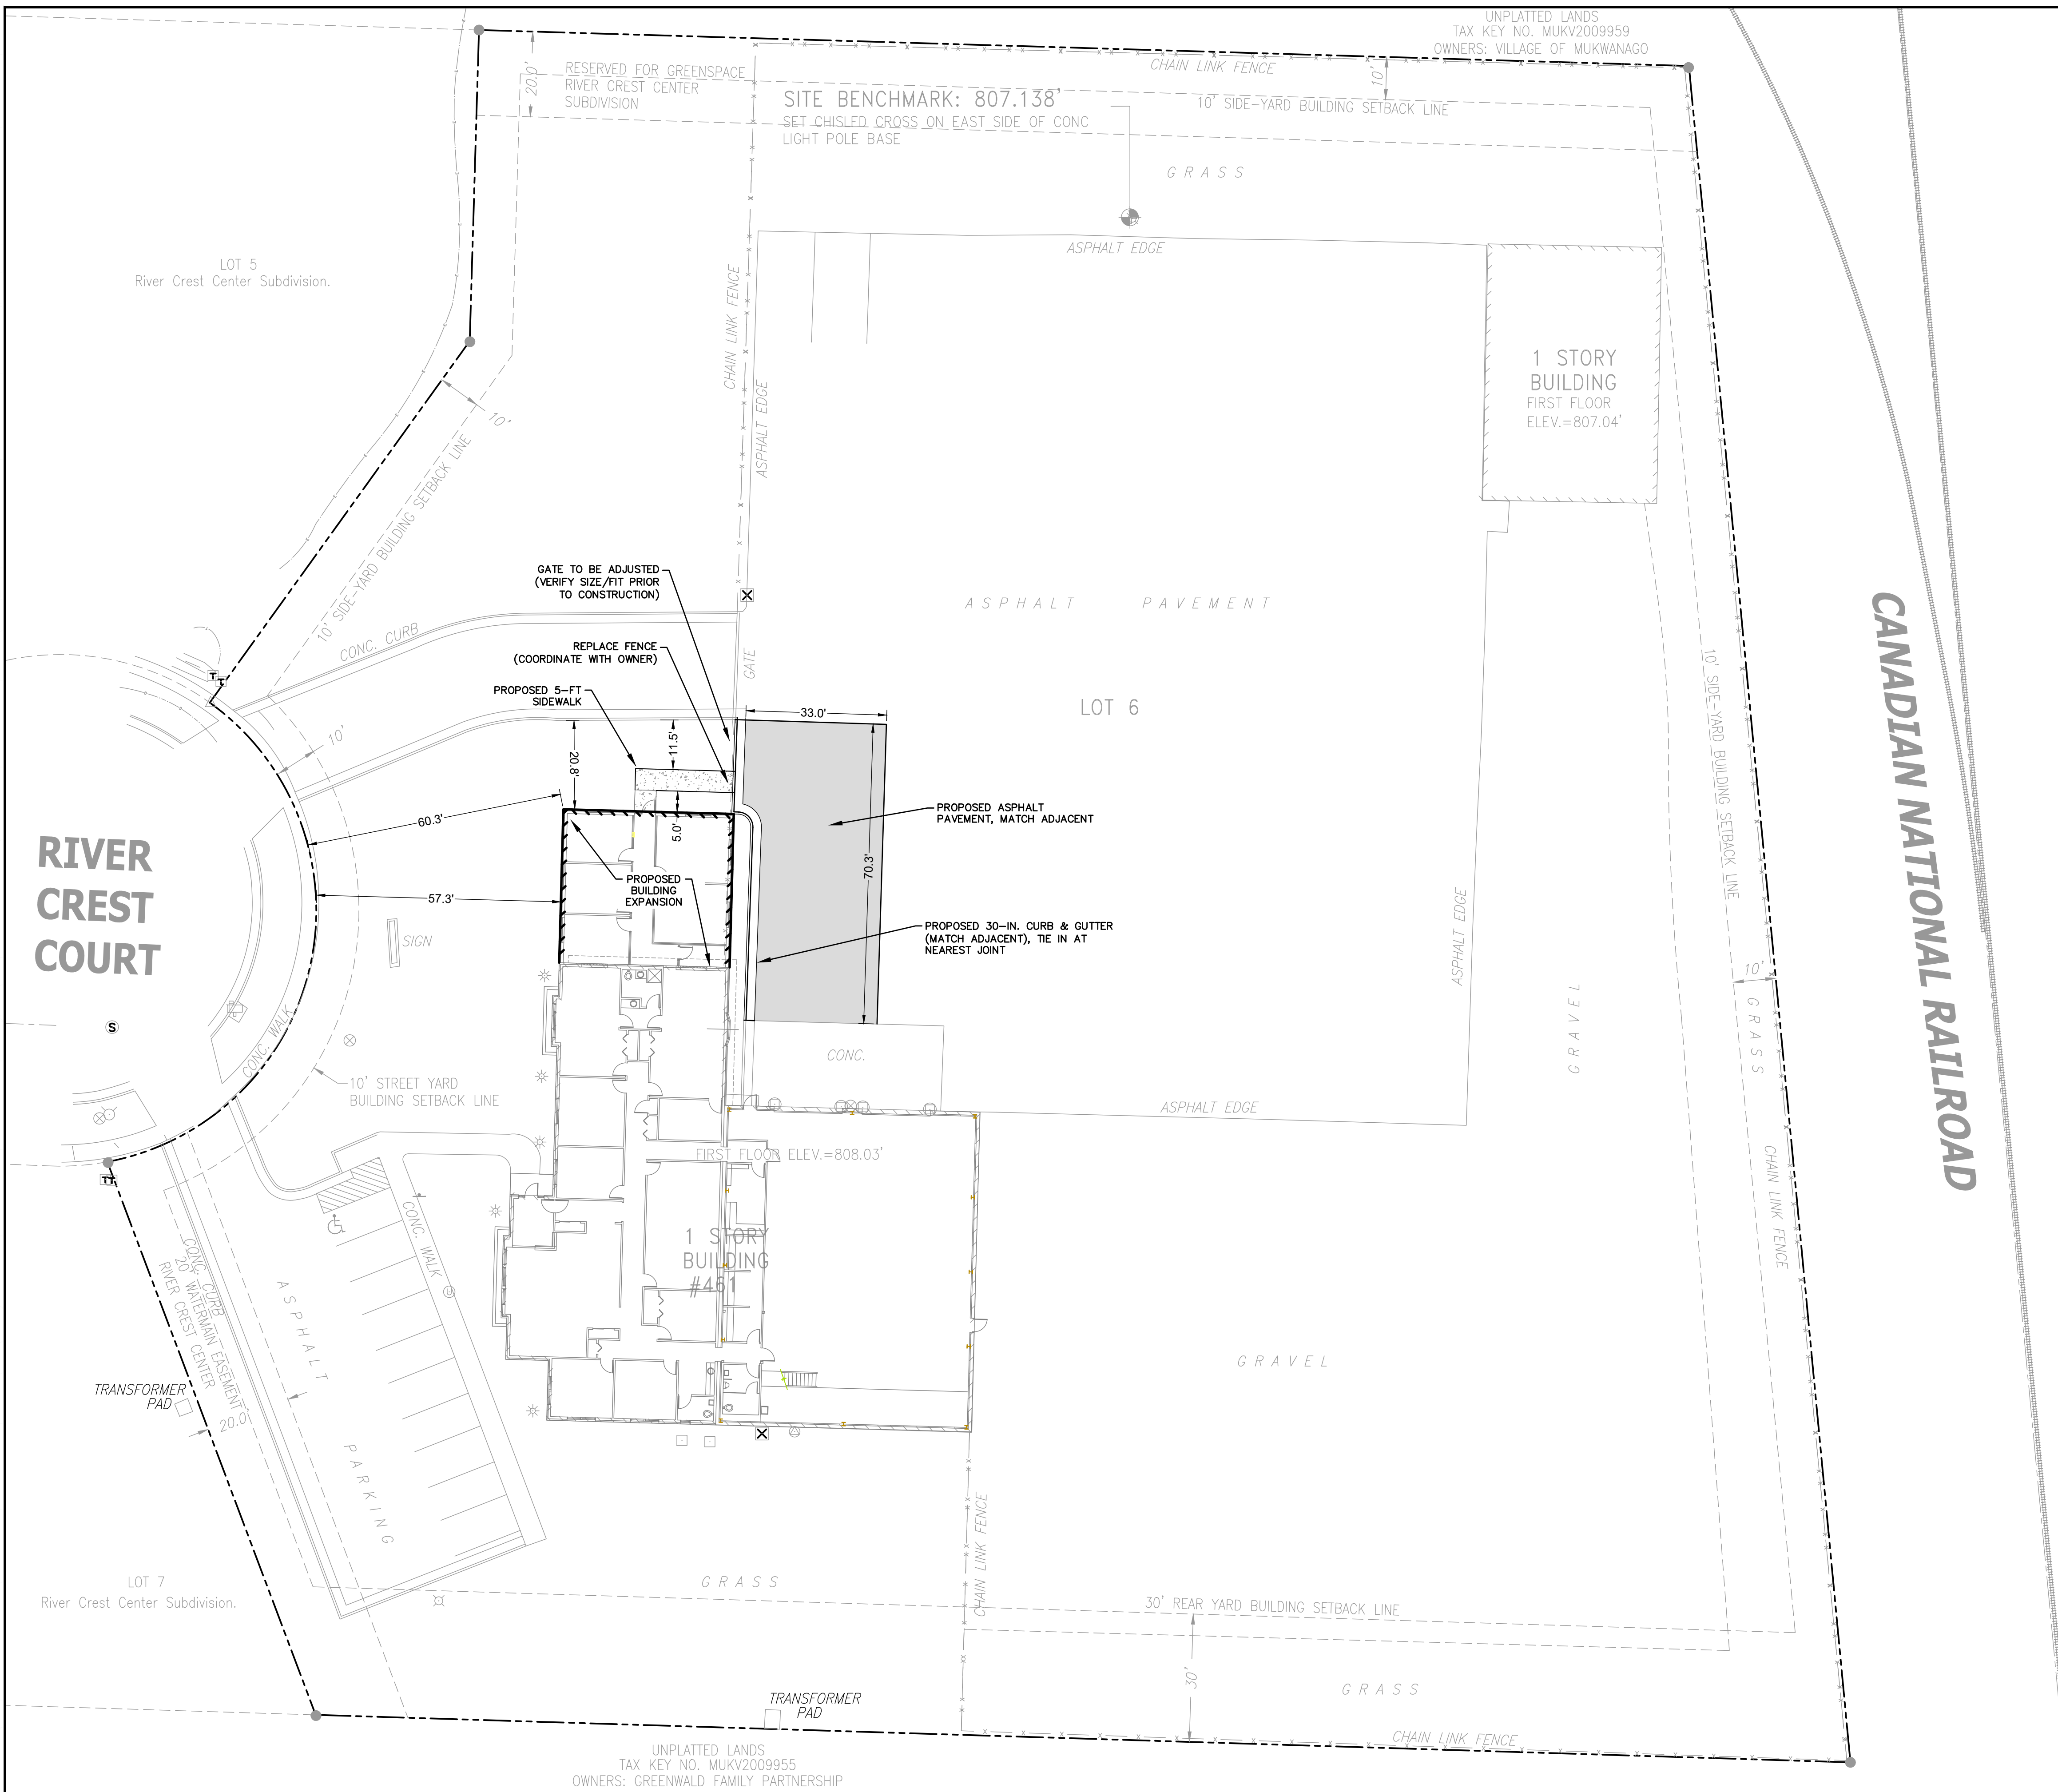 UNPLATTED LANDS
TAX KEY NO. MUKV2009959
OWNERS: VILLAGE OF MUKWANAGO
20.0'
RESERVED FOR GREENSPACE
RIVER CREST CENTER
SUBDIVISION
CHAIN LINK FENCE
10'
SITE BENCHMARK: 807.138'
SET CHISLED CROSS ON EAST SIDE OF CONC
LIGHT POLE BASE
10' SIDE-YARD BUILDING SETBACK LINE
GRASS
ASPHALT EDGE
LOT 5
River Crest Center Subdivision.
CHAIN LINK FENCE
ASPHALT EDGE
1 STORY
BUILDING
FIRST FLOOR
ELEV.=807.04'
10'
10' SIDE-YARD BUILDING SETBACK LINE
GATE TO BE ADJUSTED
(VERIFY SIZE/FIT PRIOR
TO CONSTRUCTION)
ASPHALT PAVEMENT
CONC. CURB
REPLACE FENCE
(COORDINATE WITH OWNER)
GATE
T
T
PROPOSED 5-FT
SIDEWALK
LOT 6
33.0'
10'
20.8'
11.5'
10' SIDE-YARD BUILDING SETBACK LINE
CANADIAN NATIONAL RAILROAD
PROPOSED ASPHALT
PAVEMENT, MATCH ADJACENT
60.3'
5.0'
70.3'
RIVER
CREST
COURT
PROPOSED
BUILDING
EXPANSION
57.3'
PROPOSED 30-IN. CURB & GUTTER
(MATCH ADJACENT), TIE IN AT
NEAREST JOINT
SIGN
ASPHALT EDGE
10'
GRAVEL
GRASS
S
CONC. WALK
CONC.
10' STREET YARD
BUILDING SETBACK LINE
ASPHALT EDGE
FIRST FLOOR ELEV.=808.03'
CHAIN LINK FENCE
TT
CONC. WALK
1 STORY
BUILDING
#461
CONC. CURB
20' WATERMAIN EASEMENT
RIVER CREST CENTER
ASPHALT
PARKING
GRAVEL
TRANSFORMER
PAD
20.0'
CHAIN LINK FENCE
LOT 7
River Crest Center Subdivision.
GRASS
30' REAR YARD BUILDING SETBACK LINE
30'
GRASS
TRANSFORMER
PAD
CHAIN LINK FENCE
UNPLATTED LANDS
TAX KEY NO. MUKV2009955
OWNERS: GREENWALD FAMILY PARTNERSHIP